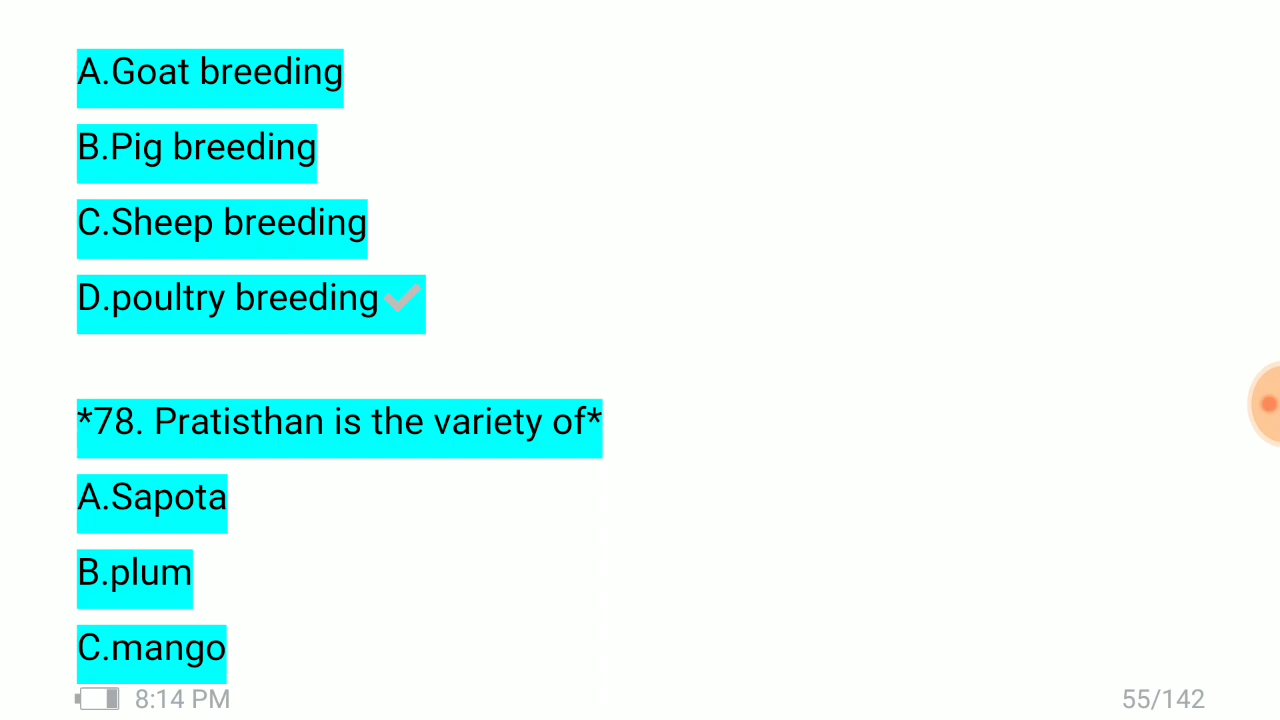 A.Goat breeding
B.Pig breeding
C.Sheep breeding
D.poultry breeding✔
*78. Pratisthan is the variety of*
A.Sapota
B.plum
C.mango
8:14 PM
55/142